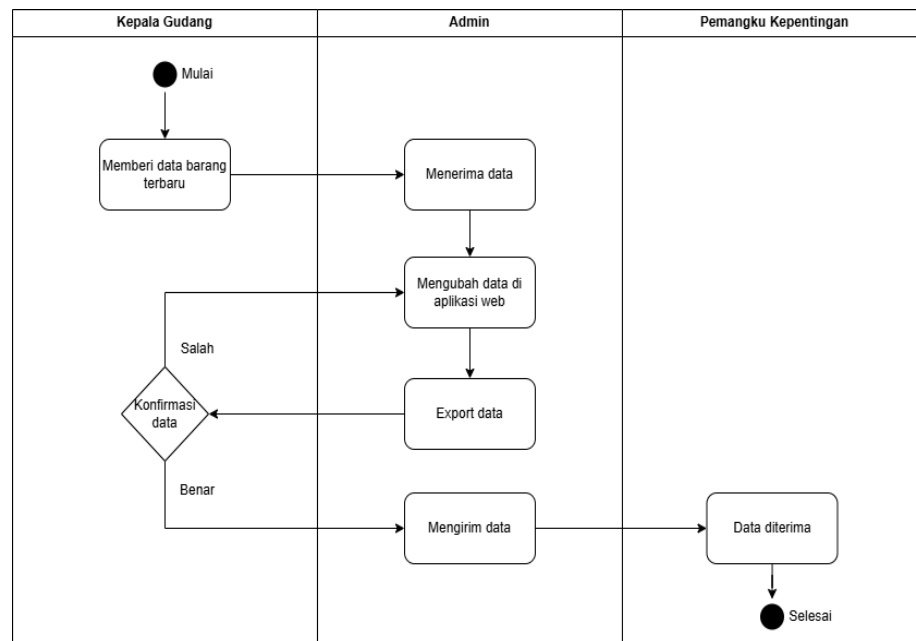 Kepala Gudang
Admin
Pemangku Kepentingan
Mulai
Memberi data barang
terbaru
Menerima data
Mengubah data di
aplikasi web
Salah
Konfirmasi
data
Export data
Benar
Mengirim data
Data diterima
Selesai